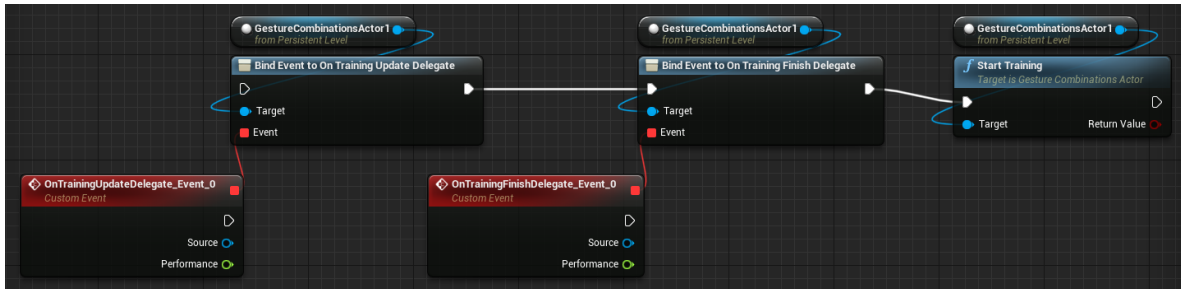 GestureCombinationsActor1
from Persistent Level
Bind Event to On Training Update Delegate
Target
Event
OnTrainingUpdateDelegate_Event_0
Custom Event
Source
Performance
GestureCombinationsActor1
from Persistent Level
Bind Event to On Training Finish Delegate
Target
Event
OnTrainingFinishDelegate_Event_0
Custom Event
Source
Performance
GestureCombinationsActor1
from Persistent Level
f Start Training
Target is Gesture Combinations Actor
Target Return Value